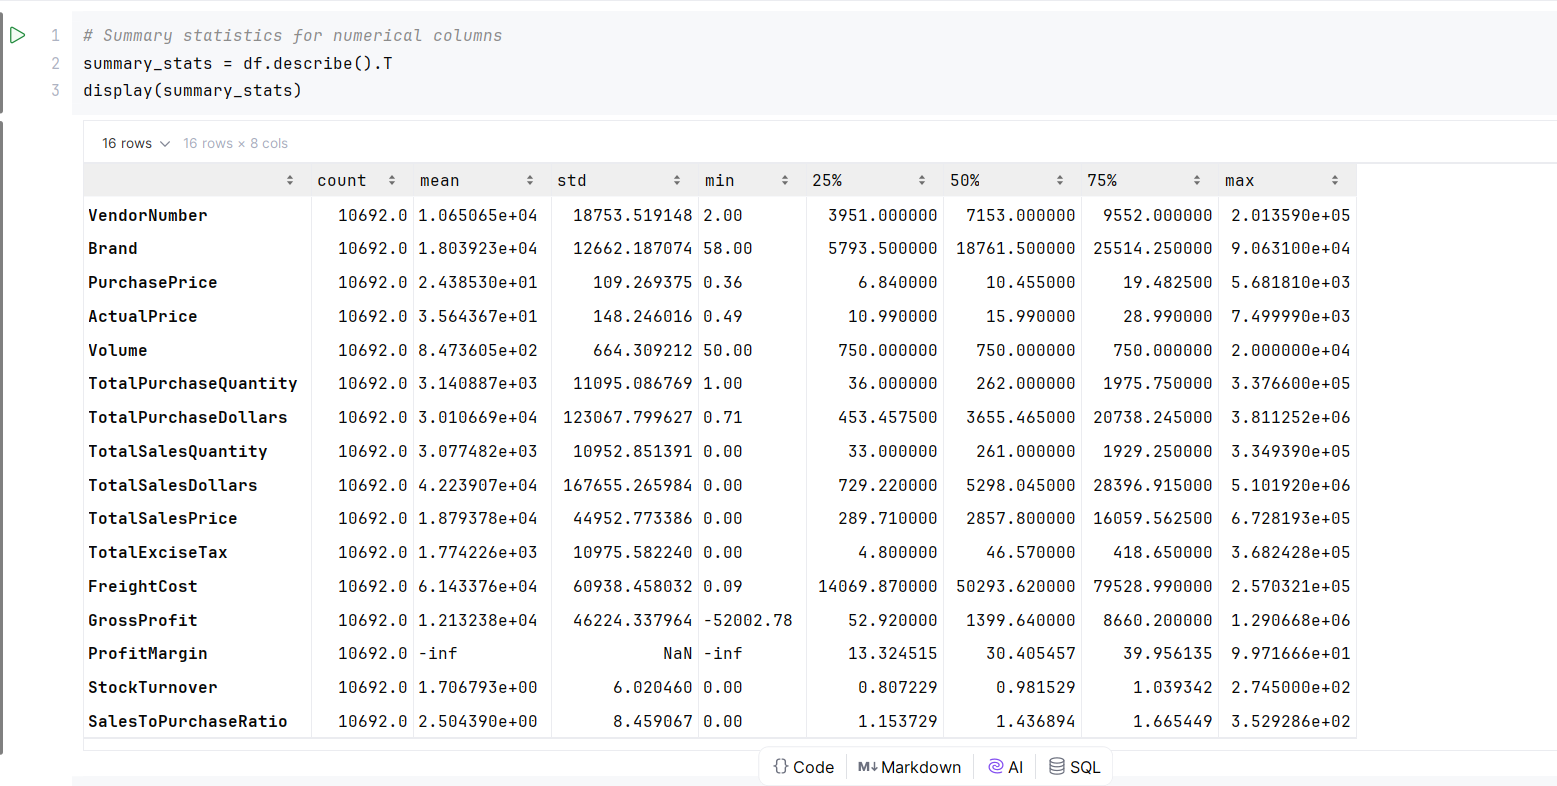 1 # Summary statistics for numerical columns
2 summary_stats = df.describe().T
3 display(summary_stats)
16 rows 16 rows × 8 cols
count mean std min 25% 50% 75% max
VendorNumber 10692.0 1.065065e+04 18753.519148 2.00 3951.000000 7153.000000 9552.000000 2.013590e+05
Brand 10692.0 1.803923e+04 12662.187074 58.00 5793.500000 18761.500000 25514.250000 9.063100e+04
PurchasePrice 10692.0 2.438530e+01 109.269375 0.36 6.840000 10.455000 19.482500 5.681810e+03
ActualPrice 10692.0 3.564367e+01 148.246016 0.49 10.990000 15.990000 28.990000 7.499990e+03
Volume 10692.0 8.473605e+02 664.309212 50.00 750.000000 750.000000 750.000000 2.000000e+04
TotalPurchaseQuantity 10692.0 3.140887e+03 11095.086769 1.00 36.000000 262.000000 1975.750000 3.376600e+05
TotalPurchaseDollars 10692.0 3.010669e+04 123067.799627 0.71 453.457500 3655.465000 20738.245000 3.811252e+06
TotalSalesQuantity 10692.0 3.077482e+03 10952.851391 0.00 33.000000 261.000000 1929.250000 3.349390e+05
TotalSalesDollars 10692.0 4.223907e+04 167655.265984 0.00 729.220000 5298.045000 28396.915000 5.101920e+06
TotalSalesPrice 10692.0 1.879378e+04 44952.773386 0.00 289.710000 2857.800000 16059.562500 6.728193e+05
TotalExciseTax 10692.0 1.774226e+03 10975.582240 0.00 4.800000 46.570000 418.650000 3.682428e+05
FreightCost 10692.0 6.143376e+04 60938.458032 0.09 14069.870000 50293.620000 79528.990000 2.570321e+05
GrossProfit 10692.0 1.213238e+04 46224.337964 -52002.78 52.920000 1399.640000 8660.200000 1.290668e+06
ProfitMargin 10692.0 -inf NaN -inf 13.324515 30.405457 39.956135 9.971666e+01
StockTurnover 10692.0 1.706793e+00 6.020460 0.00 0.807229 0.981529 1.039342 2.745000e+02
SalesToPurchaseRatio 10692.0 2.504390e+00 8.459067 0.00 1.153729 1.436894 1.665449 3.529286e+02
{} Code M↓ Markdown AI SQL